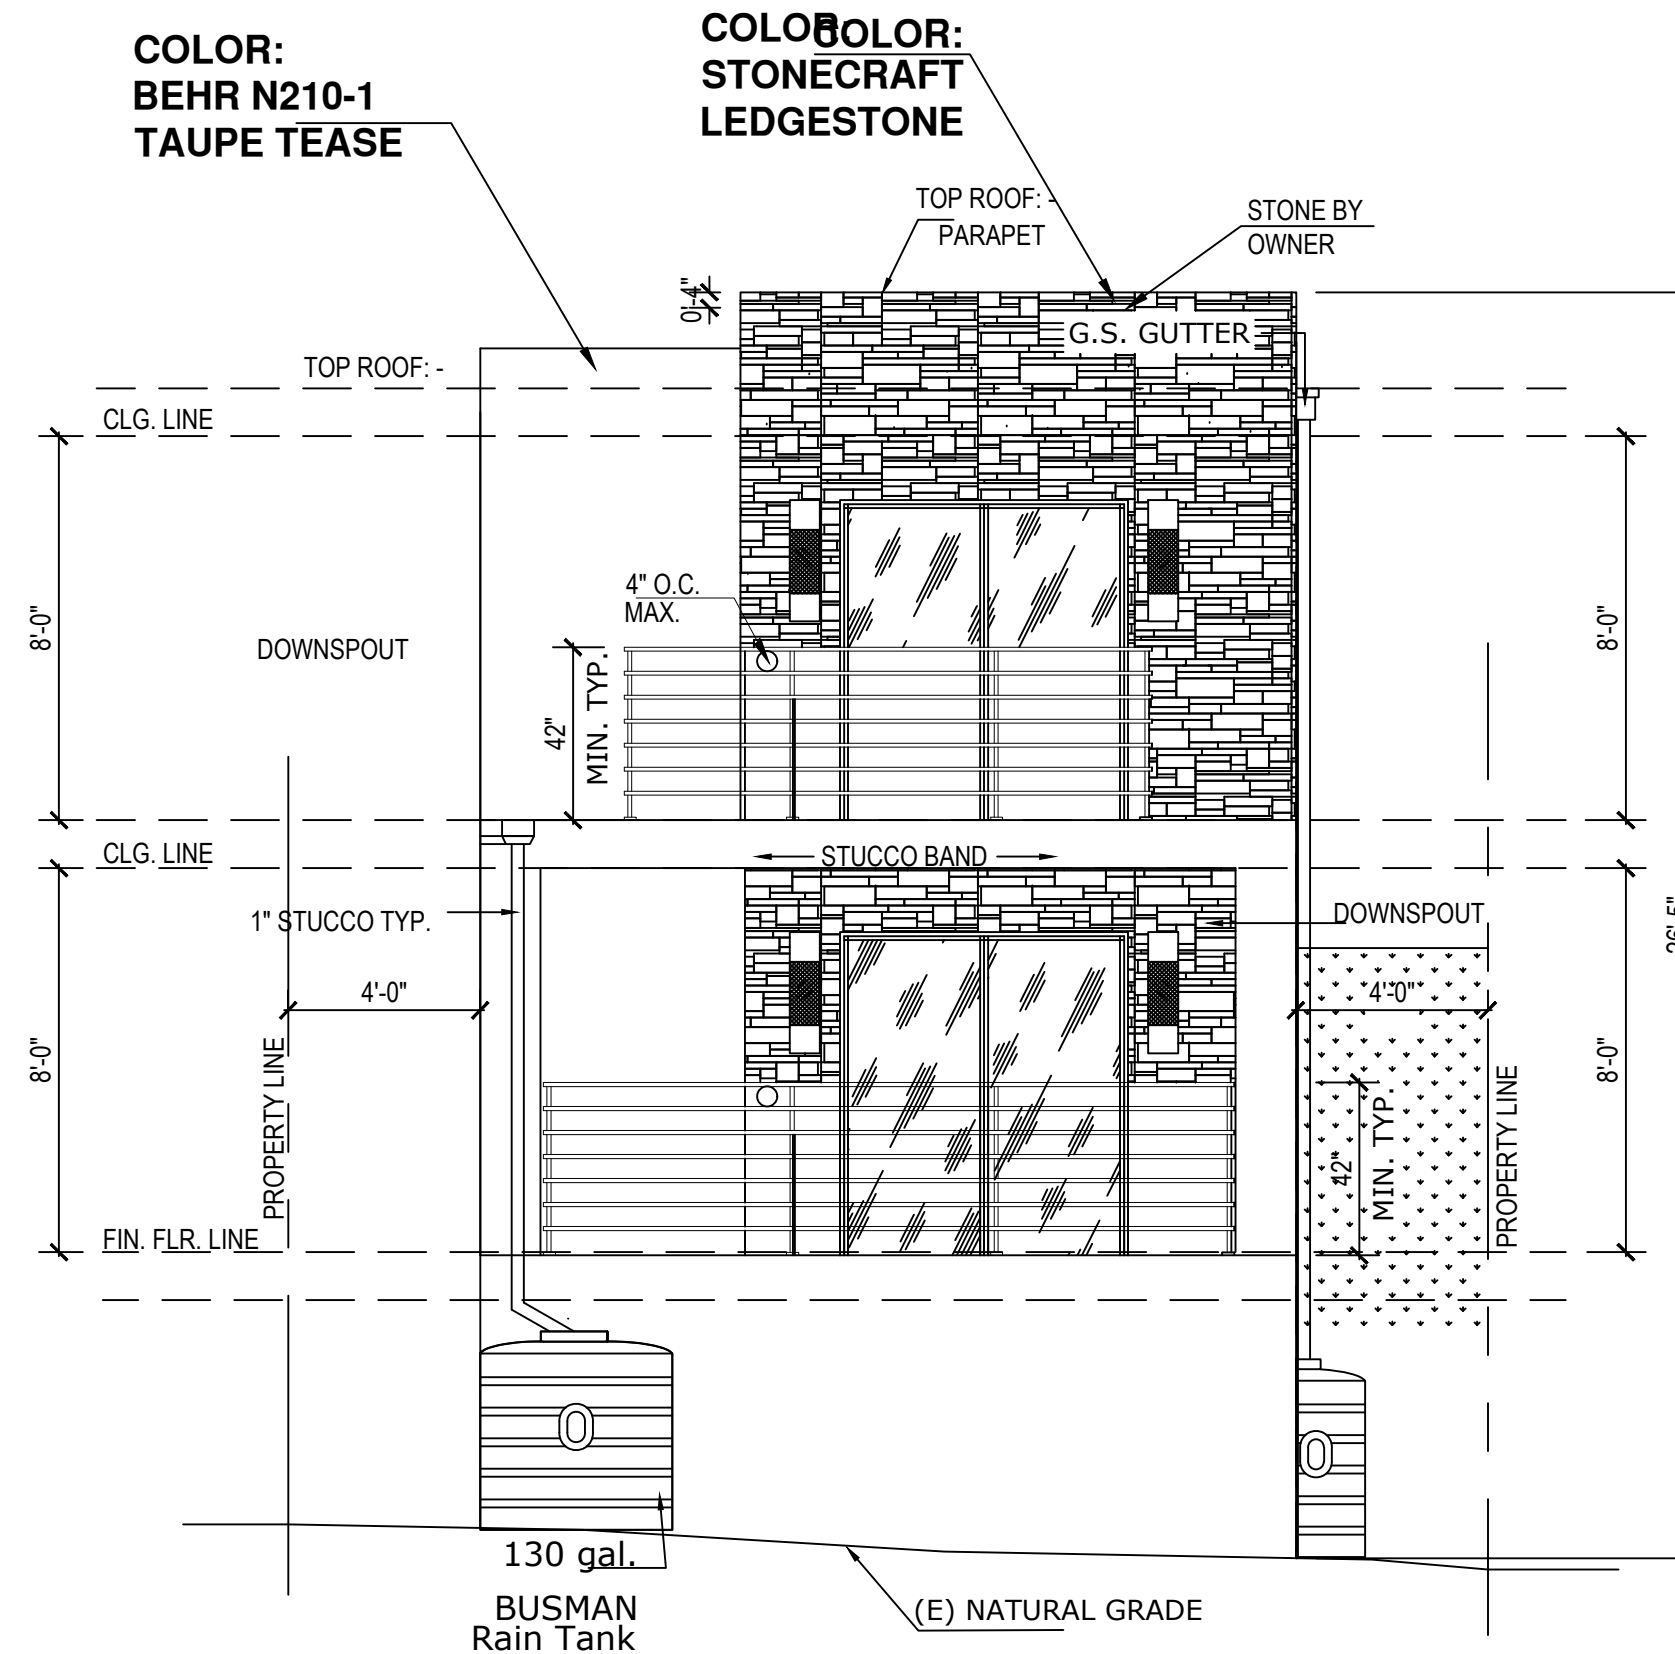 COLOR:
BEHR N210-1
TAUPE TEASE
COLOR:
COLOR:
STONECRAFT
LEDGESTONE
TOP ROOF: -
PARAPET
STONE BY
OWNER
0'-4"
G.S. GUTTER
TOP ROOF: -
CLG. LINE
8'-0"
8'-0"
DOWNSPOUT
4" O.C.
MAX.
42"
MIN. TYP.
CLG. LINE
STUCCO BAND
1" STUCCO TYP.
DOWNSPOUT
26'-5"
4'-0"
4'-0"
8'-0"
8'-0"
PROPERTY LINE
42"
MIN. TYP.
PROPERTY LINE
FIN. FLR. LINE
130 gal.
BUSMAN
Rain Tank
(E) NATURAL GRADE